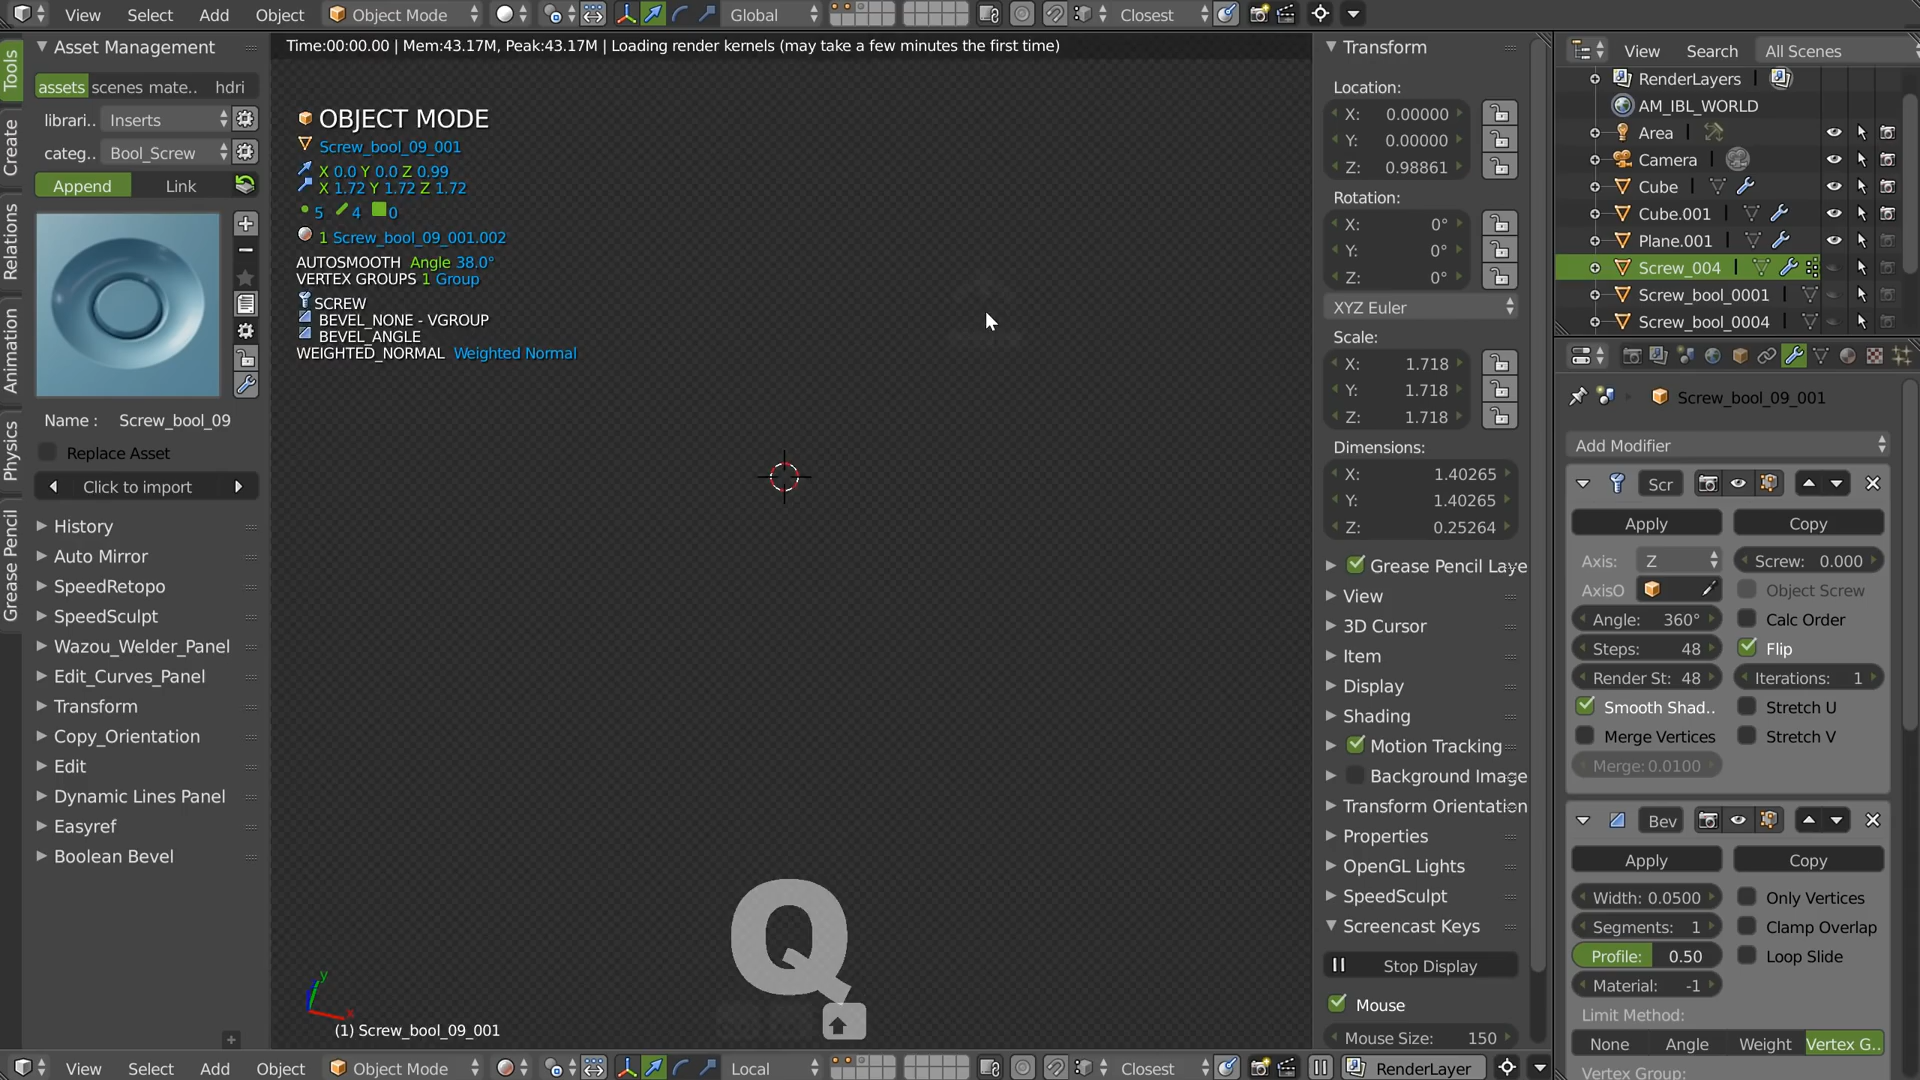 View Select Add Object Object Mode Global Closest
Time:00:00.00 | Mem:43.17M, Peak:43.17M | Loading render kernels (may take a few minutes the first time)
Tools
Create
Relations
Animation
Physics
Grease Pencil
Asset Management
assets scenes mate.. hdri
librari.. Inserts
categ.. Bool_Screw
Append Link
Name : Screw_bool_09
Replace Asset
Click to import
History
Auto Mirror
SpeedRetopo
SpeedSculpt
Wazou_Welder_Panel
Edit_Curves_Panel
Transform
Copy_Orientation
Edit
Dynamic Lines Panel
Easyref
Boolean Bevel
OBJECT MODE
Screw_bool_09_001
X 0.0 Y 0.0 Z 0.99
X 1.72 Y 1.72 Z 1.72
5 4 0
1 Screw_bool_09_001.002
AUTOSMOOTH Angle 38.0°
VERTEX GROUPS 1 Group
SCREW
BEVEL_NONE - VGROUP
BEVEL_ANGLE
WEIGHTED_NORMAL Weighted Normal
Q
y
x
(1) Screw_bool_09_001
Transform
Location:
X: 0.00000
Y: 0.00000
Z: 0.98861
Rotation:
X: 0°
Y: 0°
Z: 0°
XYZ Euler
Scale:
X: 1.718
Y: 1.718
Z: 1.718
Dimensions:
X: 1.40265
Y: 1.40265
Z: 0.25264
Grease Pencil Laye
View
3D Cursor
Item
Display
Shading
Motion Tracking
Background Image
Transform Orientation
Properties
OpenGL Lights
SpeedSculpt
Screencast Keys
Stop Display
Mouse
Mouse Size: 150
View Search All Scenes
RenderLayers |
AM_IBL_WORLD
Area |
Camera |
Cube |
Cube.001 |
Plane.001 |
Screw_004 |
Screw_bool_0001 |
Screw_bool_0004 |
Screw_bool_09_001
Add Modifier
Scr
Apply Copy
Axis: Z Screw: 0.000
AxisO Object Screw
Angle: 360° Calc Order
Steps: 48 Flip
Render St: 48 Iterations: 1
Smooth Shad.. Stretch U
Merge Vertices Stretch V
Merge: 0.0100
Bev
Apply Copy
Width: 0.0500 Only Vertices
Segments: 1 Clamp Overlap
Profile: 0.50 Loop Slide
Material: -1
Limit Method:
None Angle Weight Vertex G..
Vertex Group:
View Select Add Object Object Mode Local Closest RenderLayer